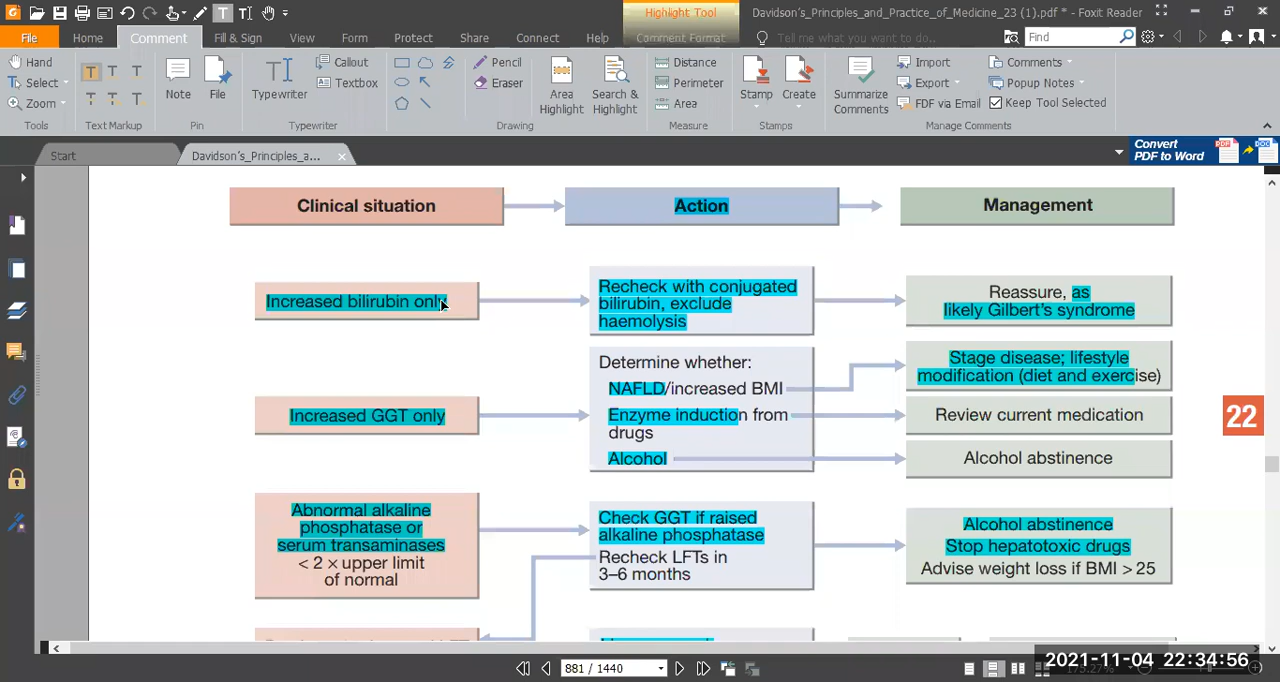 Highlight Tool
Davidson's_Principles_and_Practice_of_Medicine_23 (1).pdf * - Foxit Reader
File
Home
Comment
Fill & Sign
View
Form
Protect
Share
Connect
Help
Comment Format
Tell me what you want to do..
Find
Hand
Select
Zoom
Tools
Text Markup
Note
File
Pin
Typewriter
Callout
Textbox
Typewriter
Pencil
Eraser
Drawing
Area
Highlight
Search &
Highlight
Distance
Perimeter
Area
Measure
Stamp
Create
Stamps
Summarize
Comments
Import
Export
FDF via Email
Comments
Popup Notes
Keep Tool Selected
Manage Comments
Start
Davidson's_Principles_a...
Convert
PDF to Word
Clinical situation
Action
Management
Increased bilirubin only
Recheck with conjugated
bilirubin, exclude
haemolysis
Reassure, as
likely Gilbert's syndrome
Increased GGT only
Determine whether:
NAFLD/increased BMI
Enzyme induction from
drugs
Alcohol
Stage disease; lifestyle
modification (diet and exercise)
Review current medication
Alcohol abstinence
22
Abnormal alkaline
phosphatase or
serum transaminases
< 2 × upper limit
of normal
Check GGT if raised
alkaline phosphatase
Recheck LFTs in
3–6 months
Alcohol abstinence
Stop hepatotoxic drugs
Advise weight loss if BMI > 25
881 / 1440
2021-11-04 22:34:56